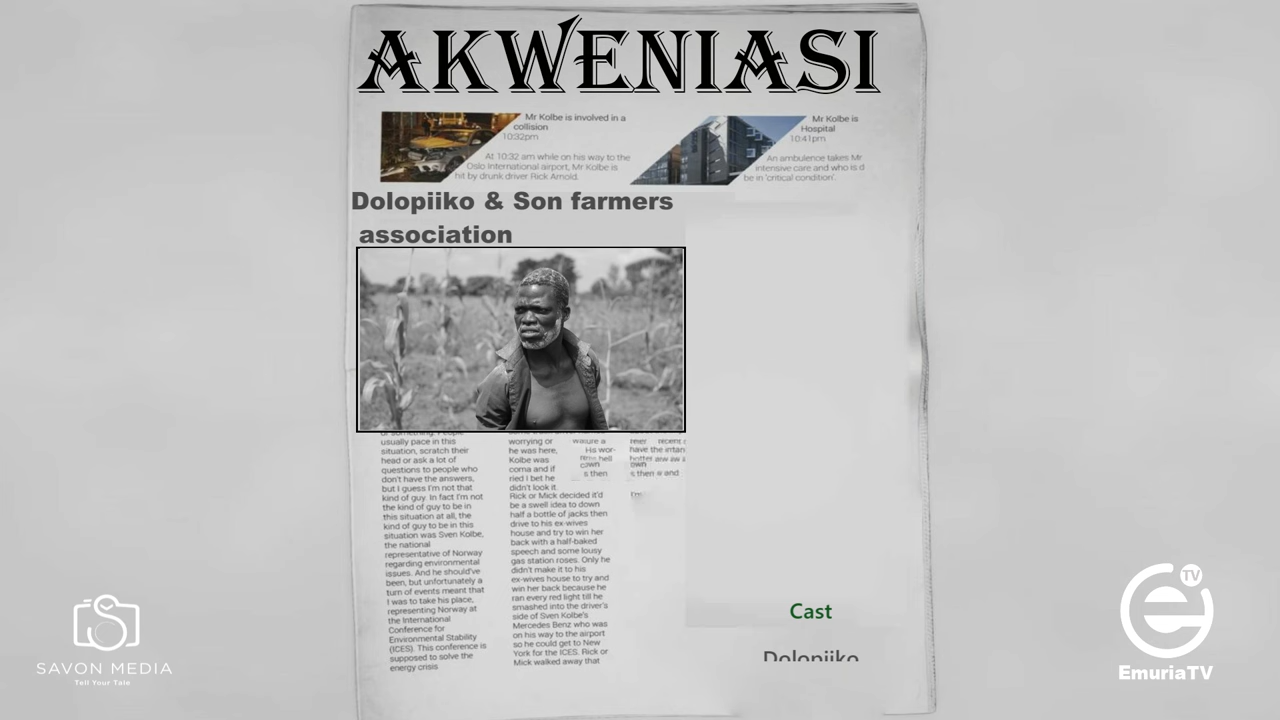 AKWENIASI
Mr Kolbe is involved in a
collision
10:32pm
At 10:32 am while on his way to the
Oslo International airport, Mr Kolbe is
hit by drunk driver Rick Arnold.
Mr Kolbe is
Hospital
10:41pm
An ambulance takes Mr
intensive care and who is d
be in 'critical condition'.
Dolopiiko & Son farmers
association
usually pace in this
situation, scratch their
head or ask a lot of
questions to people who
don't have the answers,
but I guess I'm not that
kind of guy. In fact I'm not
the kind of guy to be in
this situation at all, the
kind of guy to be in this
situation was Sven Kolbe,
the national
representative of Norway
regarding environmental
issues. And he should've
been, but unfortunately a
turn of events meant that
I was to take his place,
representing Norway at
the International
Conference for
Environmental Stability
(ICES). This conference is
supposed to solve the
energy crisis
worrying or
he was here,
Kolbe was
coma and if
ried I bet he
didn't look it.
Rick or Mick decided it'd
be a swell idea to down
half a bottle of jacks then
drive to his ex-wives
house and try to win her
back with a half-baked
speech and some lousy
gas station roses. Only he
didn't make it to his
ex-wives house to try and
win her back because he
ran every red light till he
smashed into the driver's
side of Sven Kolbe's
Mercedes Benz who was
on his way to the airport
so he could get to New
York for the ICES. Rick or
Mick walked away that
His wor-
hell
s then
recent
have the
s then and
Cast
Dolopiiko
SAVON MEDIA
Tell Your Tale
TV
EmuriaTV